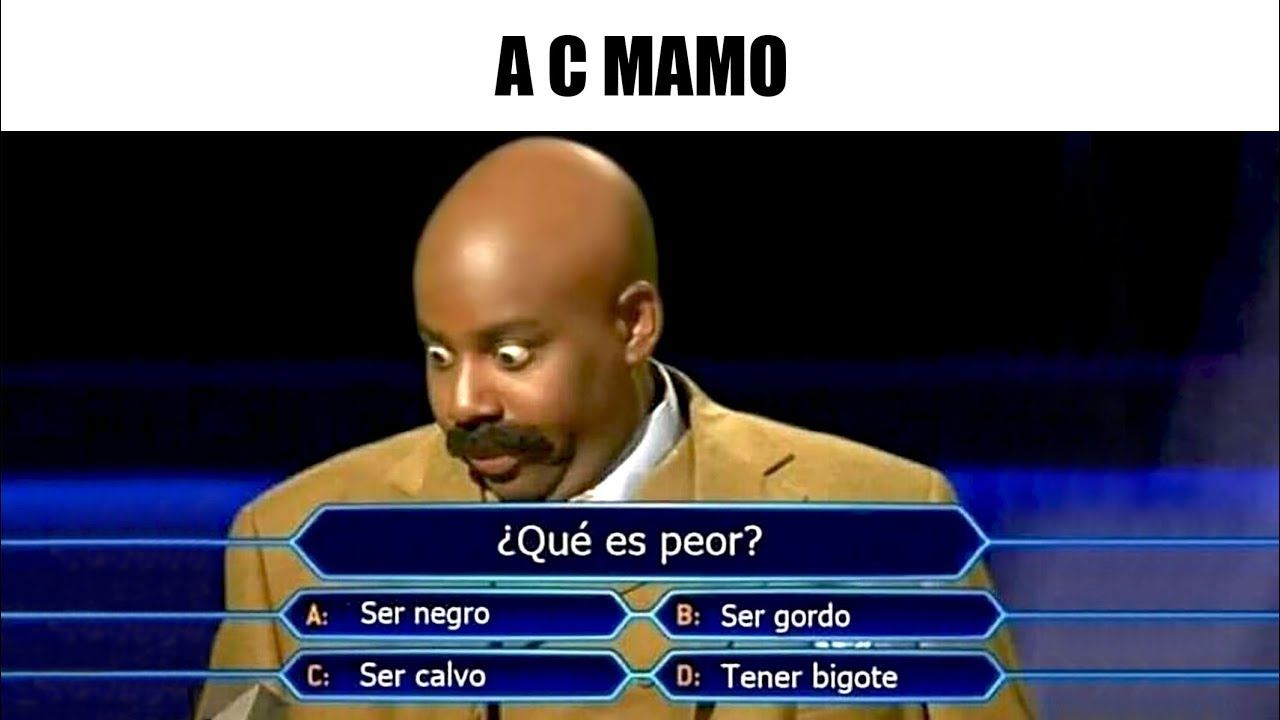 A C MAMO
¿Qué es peor?
A: Ser negro
B: Ser gordo
C: Ser calvo
D: Tener bigote